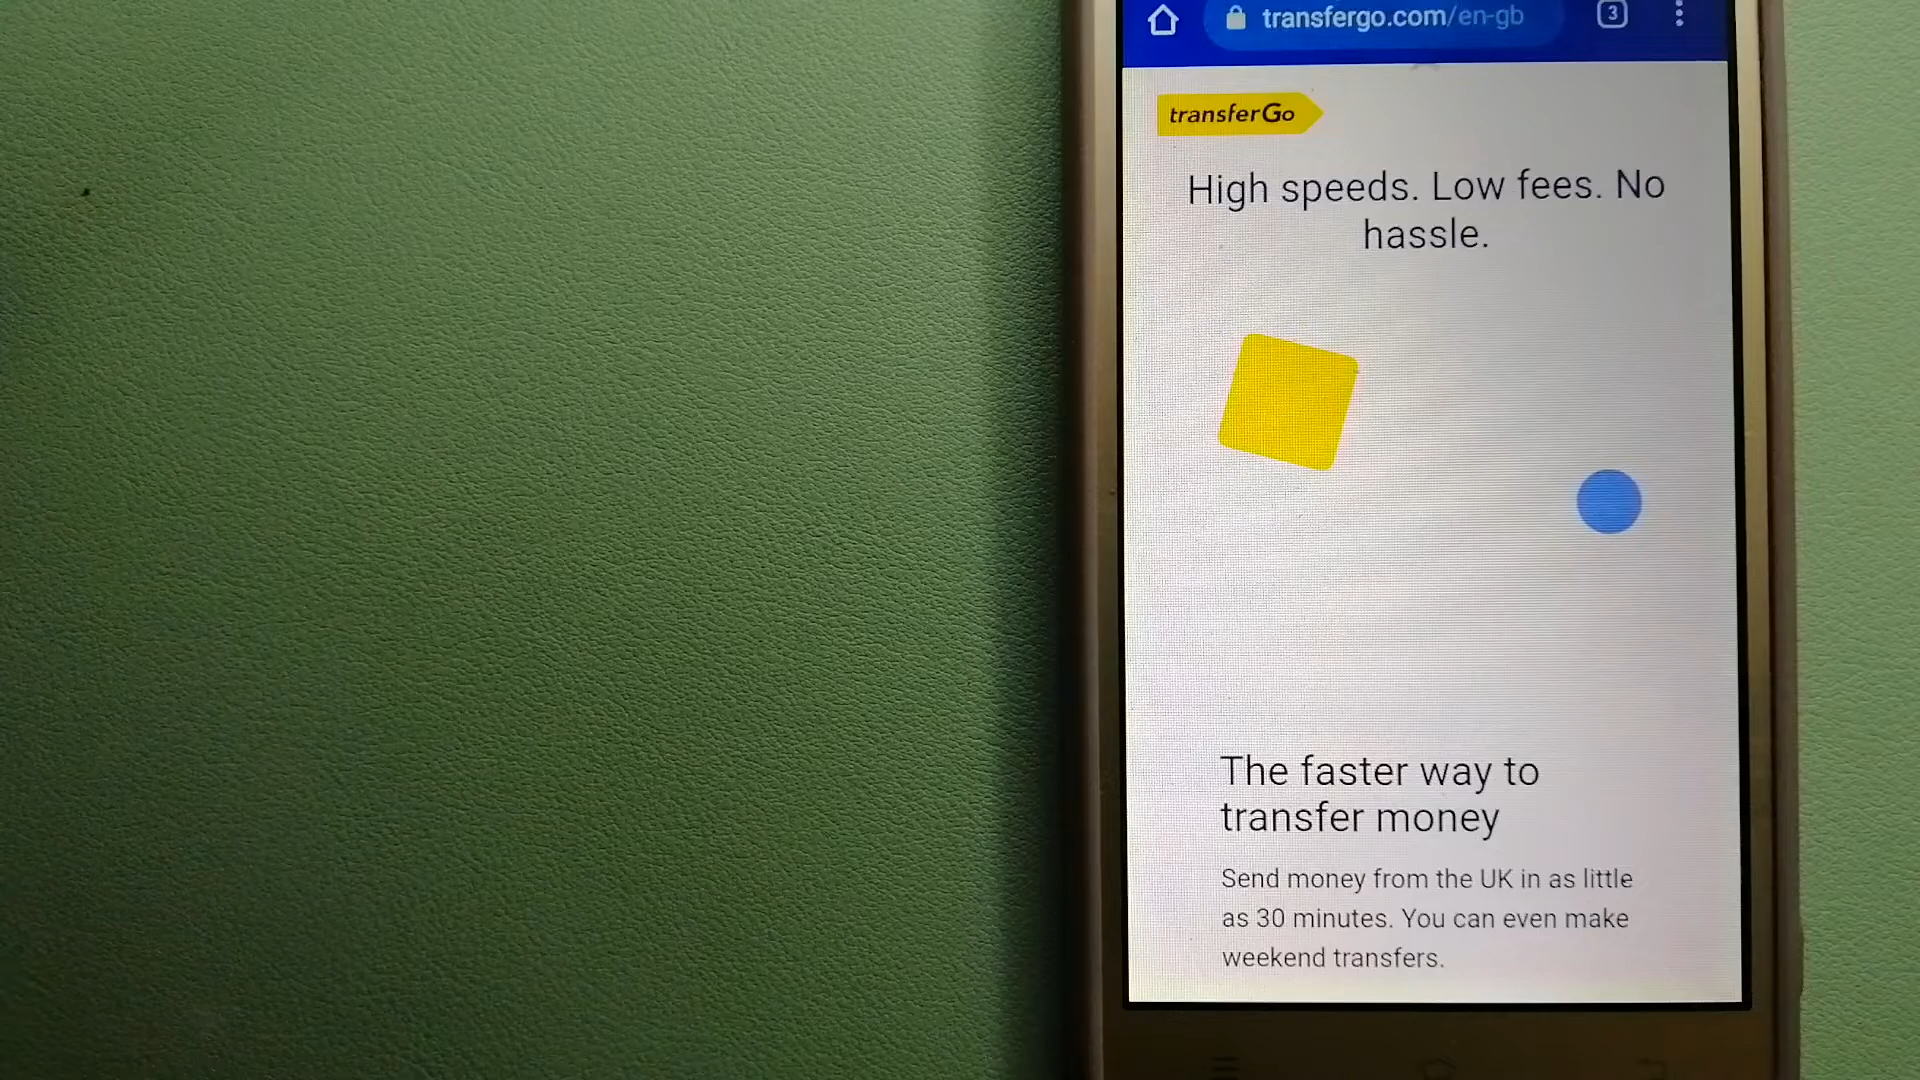 transfergo.com/en-gb
3
transferGo
High speeds. Low fees. No
hassle.
The faster way to
transfer money
Send money from the UK in as little
as 30 minutes. You can even make
weekend transfers.